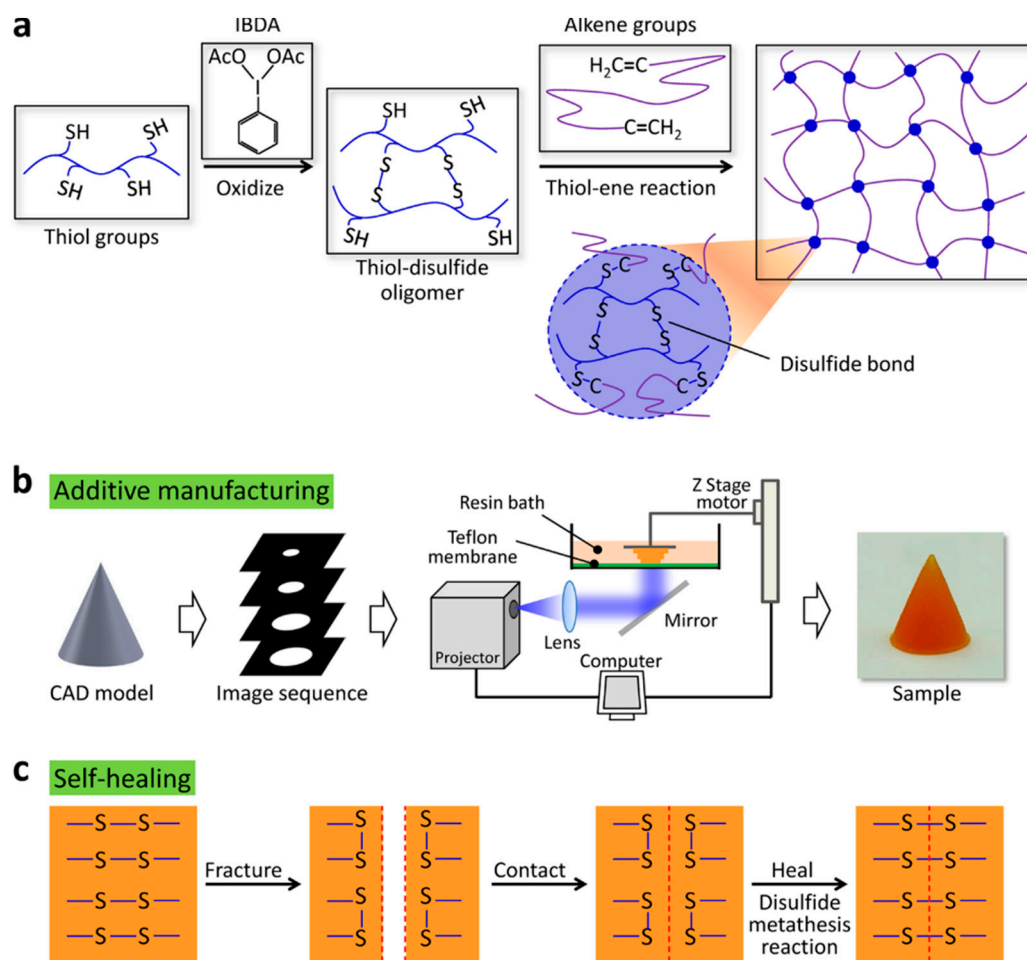 a
IBDA
AcO OAc
I
SH SH
SH SH
Thiol groups
Oxidize
SH SH
S S
S S
SH SH
Thiol-disulfide
oligomer
Alkene groups
H₂C=C
C=CH₂
Thiol-ene reaction
S-C C-S
S S
S S
S-C C-S
Disulfide bond
b
Additive manufacturing
CAD model
Image sequence
Resin bath
Teflon
membrane
Z Stage
motor
Projector
Lens
Mirror
Computer
Sample
c
Self-healing
S S
S S
S S
S S
Fracture
S S
S S
S S
S S
Contact
S S
S S
S S
S S
Heal
Disulfide
metathesis
reaction
S S
S S
S S
S S